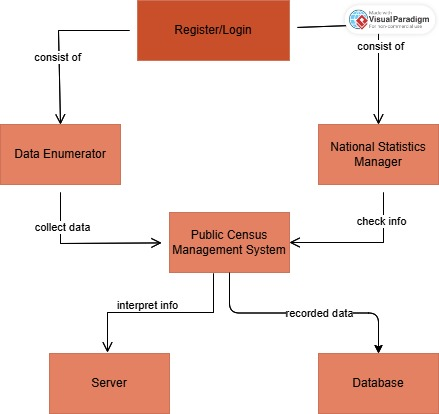 Register/Login
Made with
Visual Paradigm
For non-commercial use
consist of
consist of
Data Enumerator
National Statistics
Manager
collect data
check info
Public Census
Management System
interpret info
recorded data
Server
Database